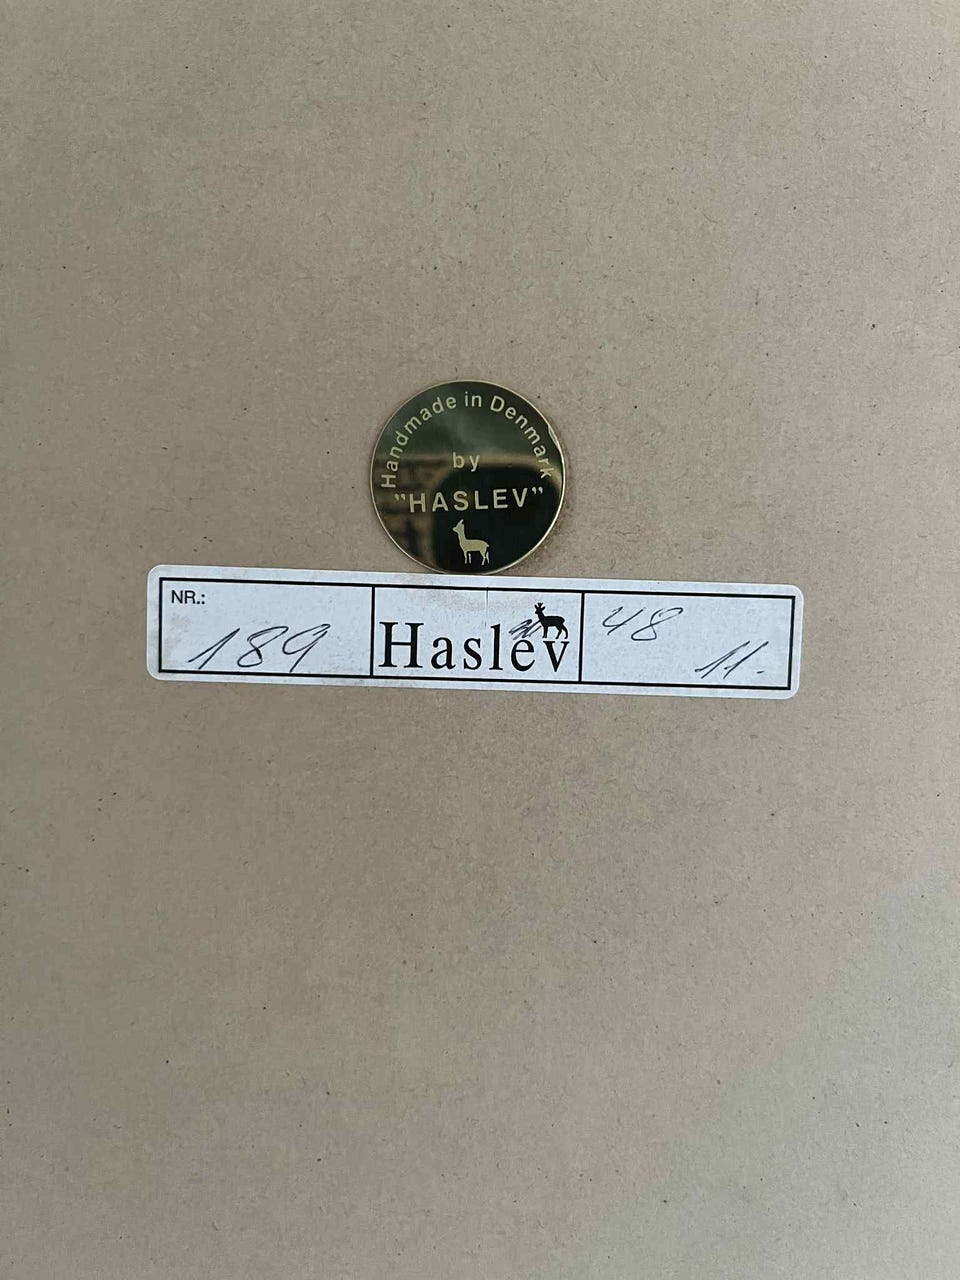 Handmade in Denmark
by
"HASLEV"
NR.:
189
Haslev
48
11.